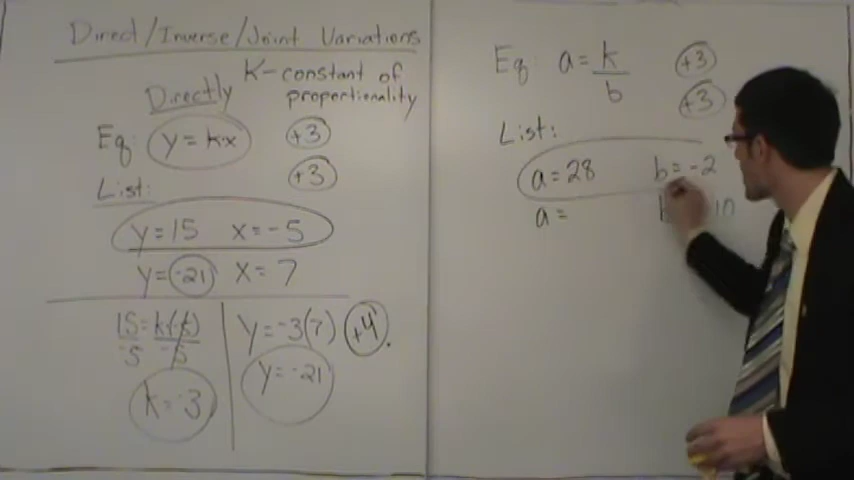 Direct/Inverse/Joint Variations
K-constant of
proportionality
Directly
Eq: y=kx +3
List: +3
y=15 x=-5
y=-21 x=7
15=k(-5)
-5 -5
k=-3
y=-3(7) +4.
y=-21
Eq: a=k/b +3
+3
List:
a=28 b=-2
a= 10